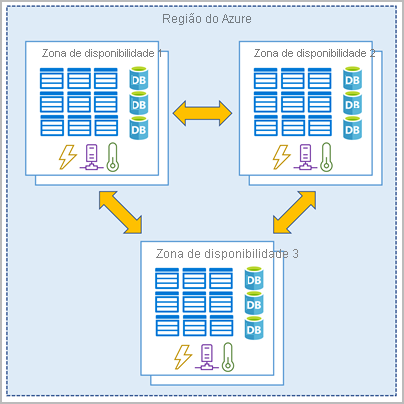 Região do Azure
Zona de disponibilidade 1
Zona de disponibilidade 2
DB
DB
DB
DB
DB
DB
Zona de disponibilidade 3
DB
DB
DB